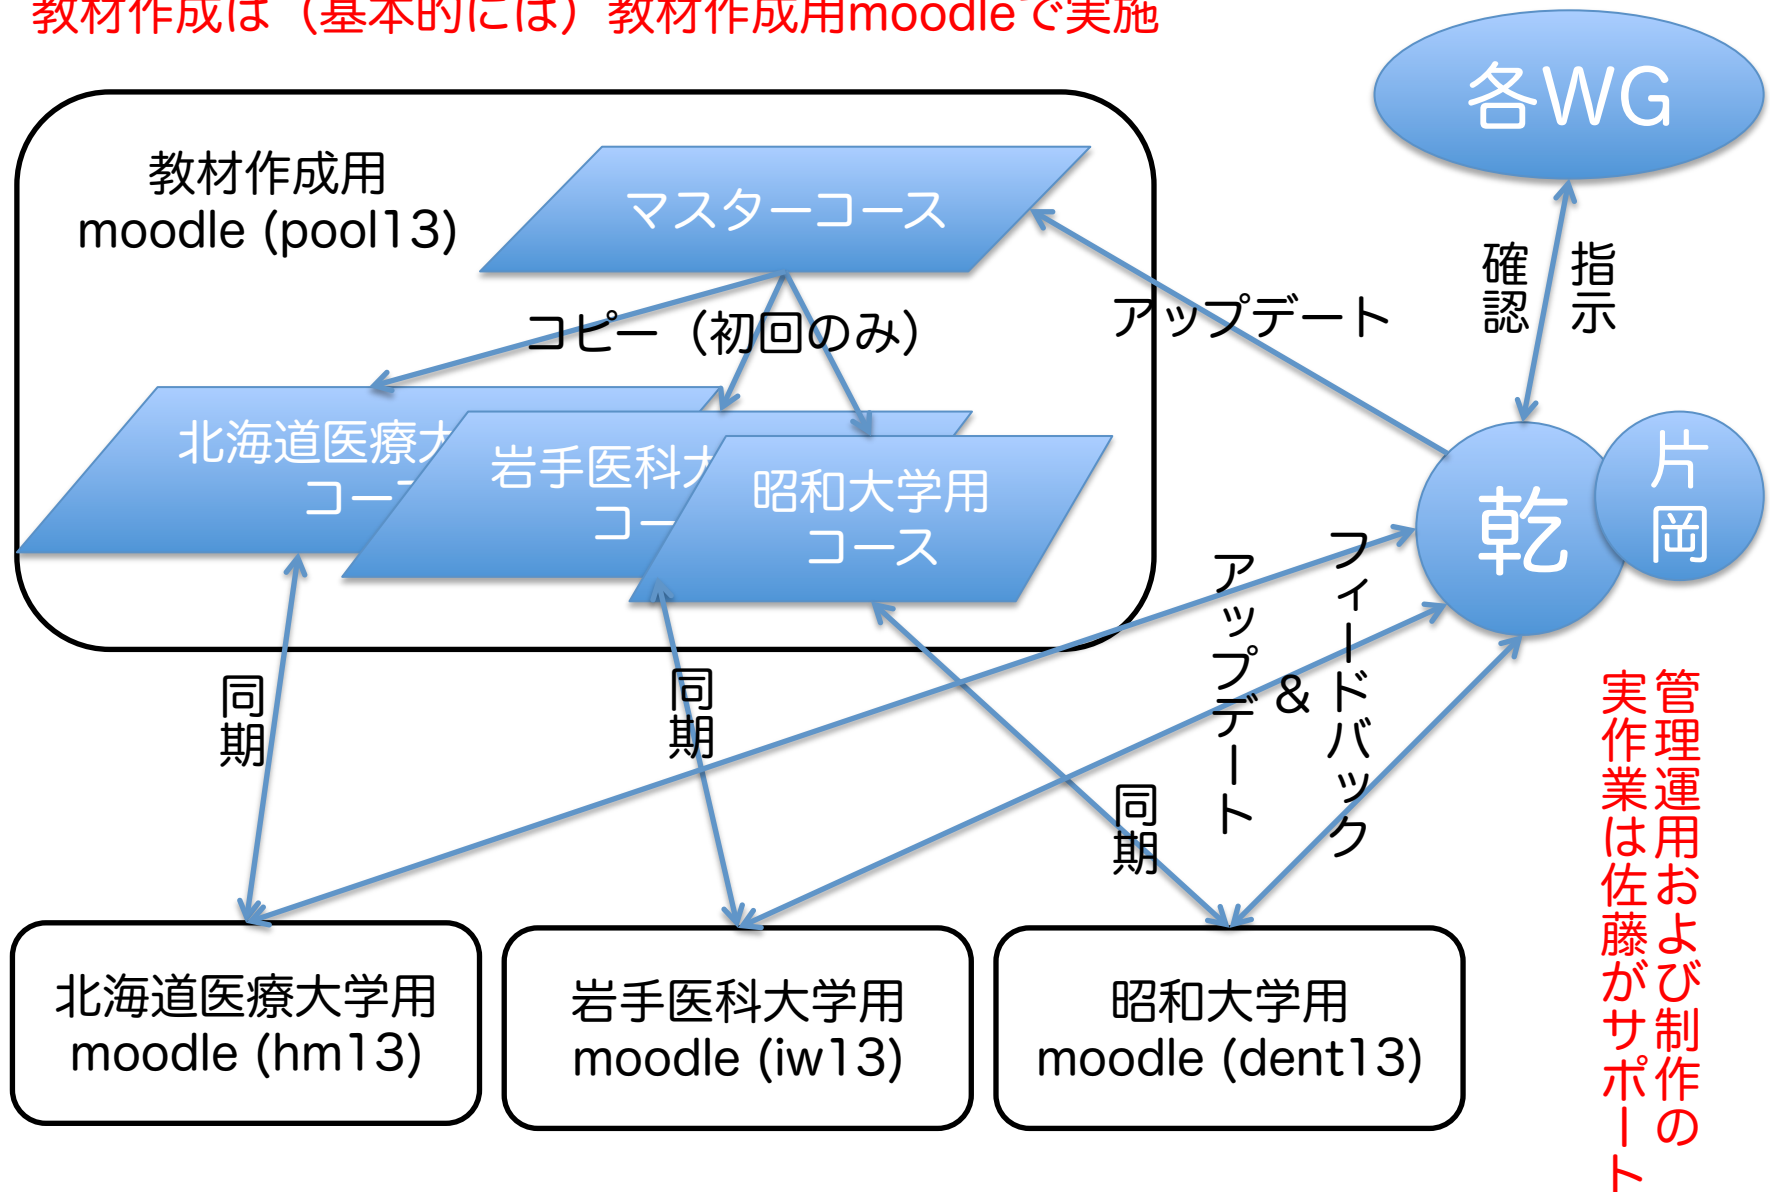 教材作成は（基本的には）教材作成用moodleで実施
各WG
教材作成用
moodle (pool13)
マスターコース
確認
指示
コピー（初回のみ）
アップデート
北海道医療大
コー
岩手医科大
コー
昭和大学用
コース
乾
片岡
フィードバック
&
アップデート
同期
同期
同期
管理運用および制作の
実作業は佐藤がサポート
北海道医療大学用
moodle (hm13)
岩手医科大学用
moodle (iw13)
昭和大学用
moodle (dent13)